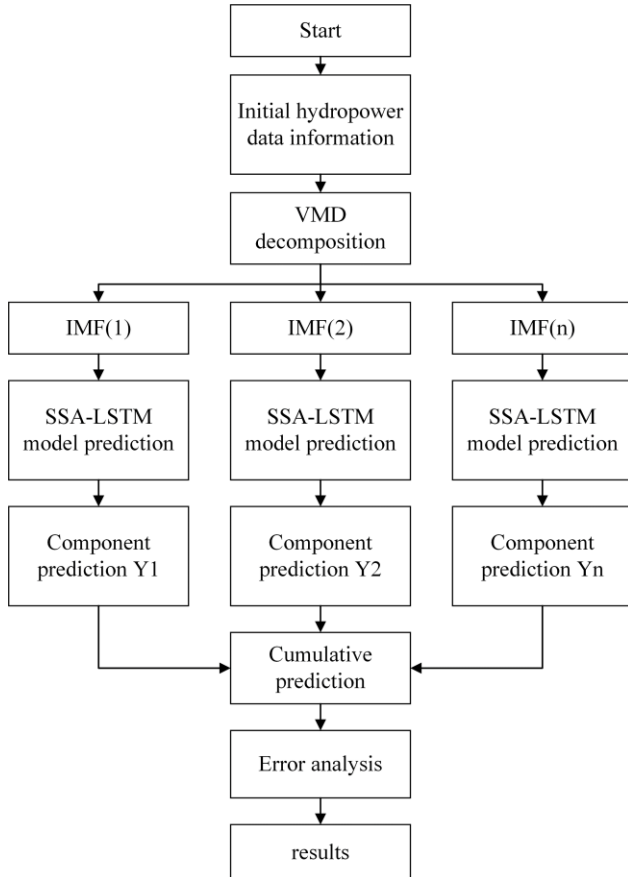 Start
Initial hydropower
data information
VMD
decomposition
IMF(1)
IMF(2)
IMF(n)
SSA-LSTM
model prediction
SSA-LSTM
model prediction
SSA-LSTM
model prediction
Component
prediction Y1
Component
prediction Y2
Component
prediction Yn
Cumulative
prediction
Error analysis
results